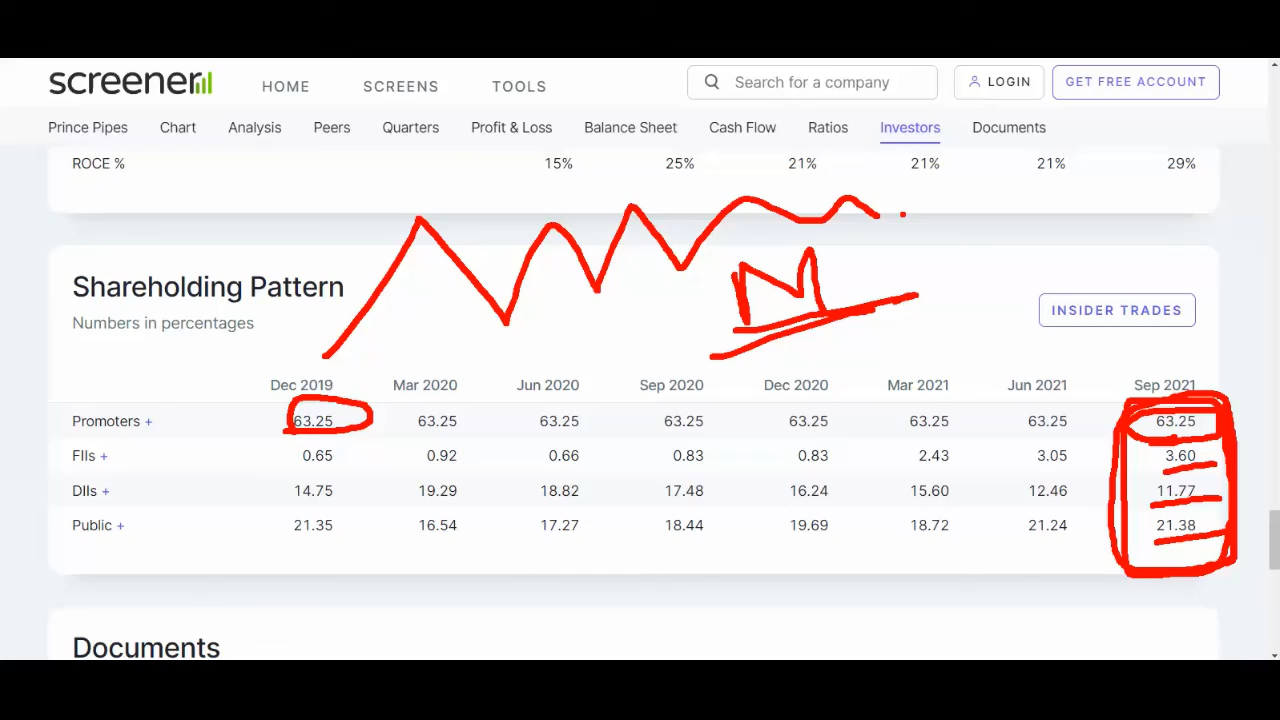 screener HOME SCREENS TOOLS Search for a company LOGIN GET FREE ACCOUNT
Prince Pipes Chart Analysis Peers Quarters Profit & Loss Balance Sheet Cash Flow Ratios Investors Documents
ROCE % 15% 25% 21% 21% 21% 29%
Shareholding Pattern
Numbers in percentages
INSIDER TRADES
Dec 2019 Mar 2020 Jun 2020 Sep 2020 Dec 2020 Mar 2021 Jun 2021 Sep 2021
Promoters + 63.25 63.25 63.25 63.25 63.25 63.25 63.25 63.25
FIIs + 0.65 0.92 0.66 0.83 0.83 2.43 3.05 3.60
DIIs + 14.75 19.29 18.82 17.48 16.24 15.60 12.46 11.77
Public + 21.35 16.54 17.27 18.44 19.69 18.72 21.24 21.38
Documents